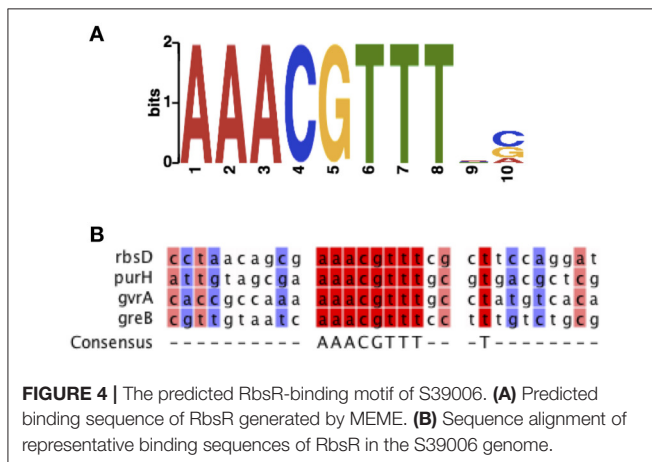 A
2
bits
1
0
AAACGTTT
C
G
A
1 2 3 4 5 6 7 8 9 10
B
rbsD cctaacagcg aaacgtttcg cttccaggat
purH attgtagcga aaacgtttgc gtgacgctcg
gvrA caccgccaaa aaacgtttgc ctatgtcaca
greB cgttgtaatc aaacgtttcc tttgtctgcg
Consensus ---------- AAACGTTT-- -T--------
FIGURE 4 | The predicted RbsR-binding motif of S39006. (A) Predicted
binding sequence of RbsR generated by MEME. (B) Sequence alignment of
representative binding sequences of RbsR in the S39006 genome.